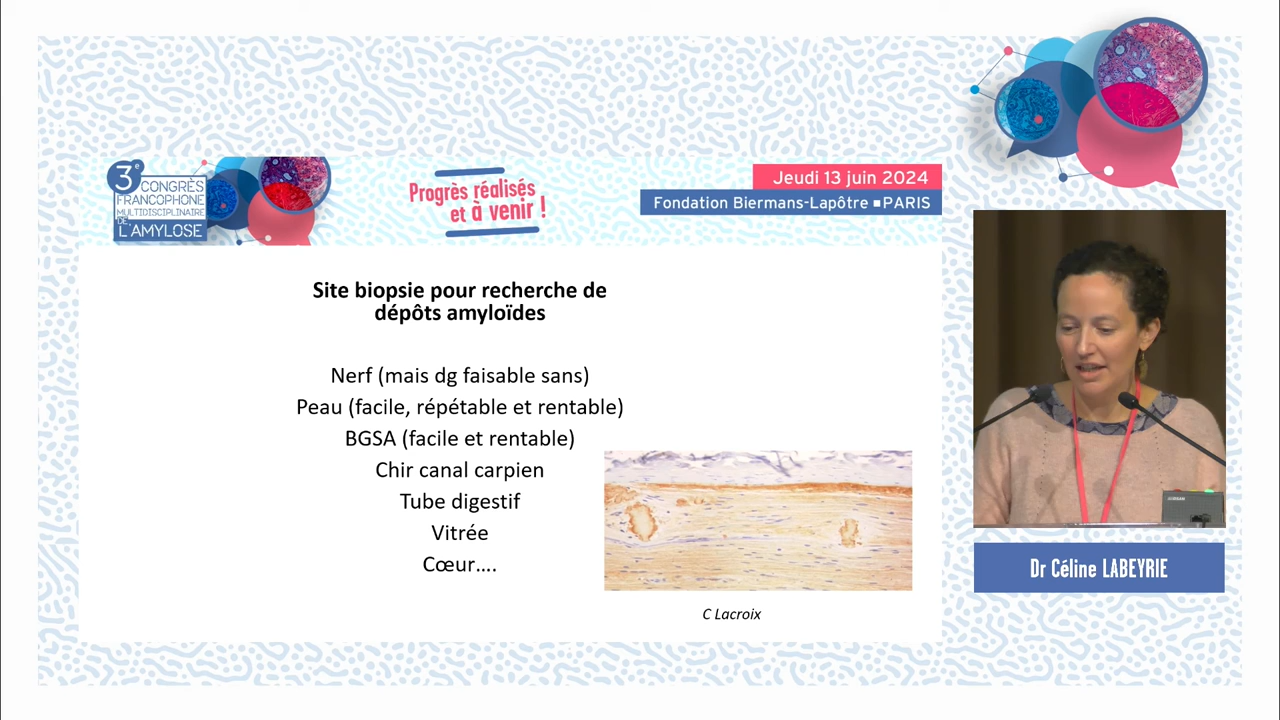 3e
CONGRÈS
FRANCOPHONE
MULTIDISCIPLINAIRE
DE
L'AMYLOSE
Progrès réalisés
et à venir !
Jeudi 13 juin 2024
Fondation Biermans-Lapôtre ■ PARIS
Site biopsie pour recherche de
dépôts amyloïdes
Nerf (mais dg faisable sans)
Peau (facile, répétable et rentable)
BGSA (facile et rentable)
Chir canal carpien
Tube digestif
Vitrée
Cœur....
C Lacroix
Dr Céline LABEYRIE